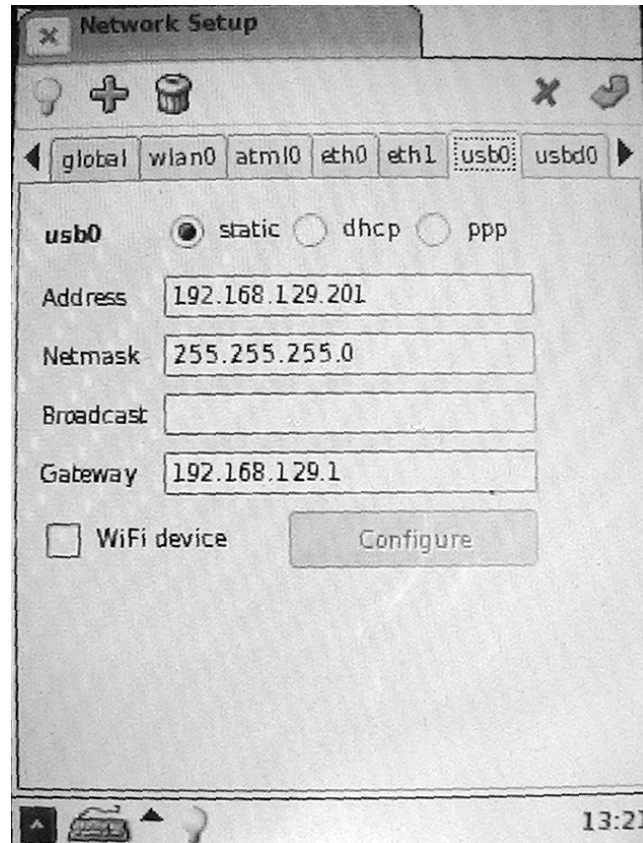 Network Setup
global wlan0 atml0 eth0 eth1 usb0 usbd0
usb0 static dhcp ppp
Address 192.168.129.201
Netmask 255.255.255.0
Broadcast
Gateway 192.168.129.1
WiFi device Configure